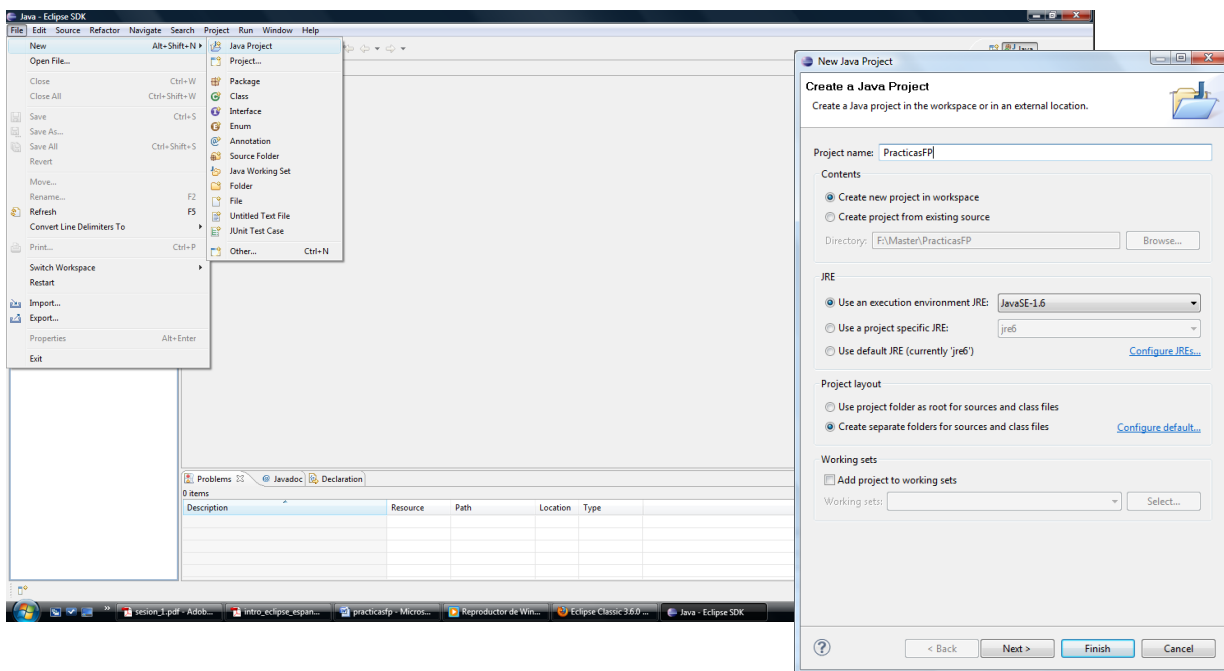 Java - Eclipse SDK
File Edit Source Refactor Navigate Search Project Run Window Help
New Alt+Shift+N
Open File...
Close Ctrl+W
Close All Ctrl+Shift+W
Save Ctrl+S
Save As...
Save All Ctrl+Shift+S
Revert
Move...
Rename... F2
Refresh F5
Convert Line Delimiters To
Print... Ctrl+P
Switch Workspace
Restart
Import...
Export...
Properties Alt+Enter
Exit
Java Project
Project...
Package
Class
Interface
Enum
Annotation
Source Folder
Java Working Set
Folder
File
Untitled Text File
JUnit Test Case
Other... Ctrl+N
Java
Problems @ Javadoc Declaration
0 items
Description Resource Path Location Type
sesion_1.pdf - Adob... intro_eclipse_espan... practicasfp - Micros... Reproductor de Win... Eclipse Classic 3.6.0 ... Java - Eclipse SDK
New Java Project
Create a Java Project
Create a Java project in the workspace or in an external location.
Project name: PracticasFP
Contents
Create new project in workspace
Create project from existing source
Directory: F:\Master\PracticasFP Browse...
JRE
Use an execution environment JRE: JavaSE-1.6
Use a project specific JRE: jre6
Use default JRE (currently 'jre6') Configure JREs...
Project layout
Use project folder as root for sources and class files
Create separate folders for sources and class files Configure default...
Working sets
Add project to working sets
Working sets: Select...
? < Back Next > Finish Cancel